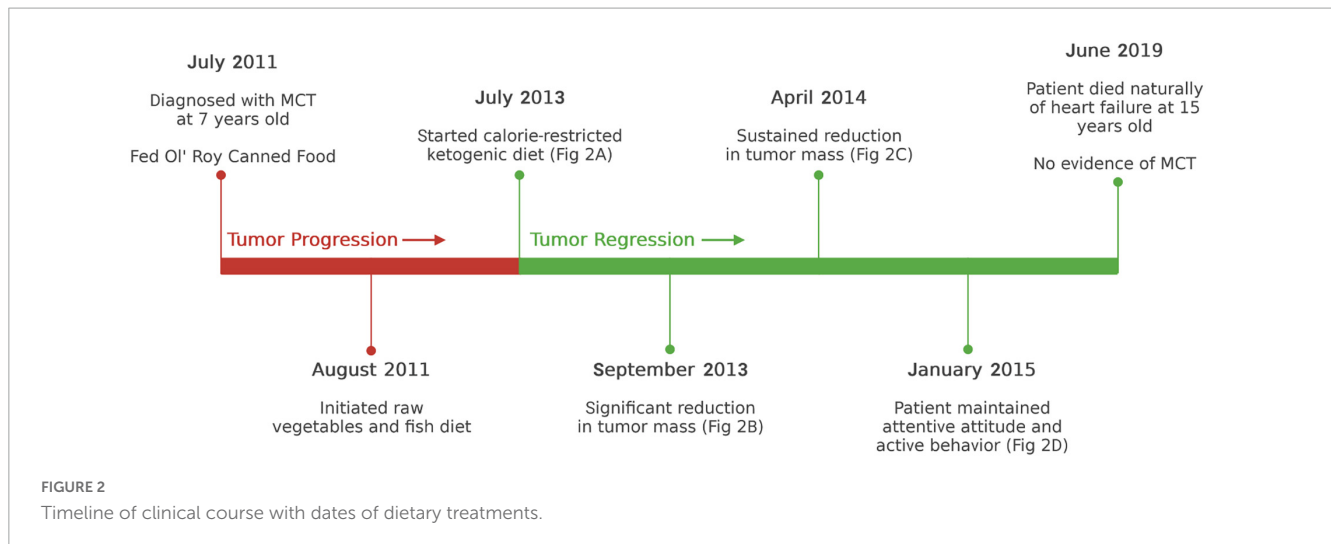 July 2011
Diagnosed with MCT
at 7 years old
Fed Ol' Roy Canned Food
July 2013
Started calorie-restricted
ketogenic diet (Fig 2A)
April 2014
Sustained reduction
in tumor mass (Fig 2C)
June 2019
Patient died naturally
of heart failure at 15
years old
No evidence of MCT
Tumor Progression
Tumor Regression
August 2011
Initiated raw
vegetables and fish diet
September 2013
Significant reduction
in tumor mass (Fig 2B)
January 2015
Patient maintained
attentive attitude and
active behavior (Fig 2D)
FIGURE 2
Timeline of clinical course with dates of dietary treatments.